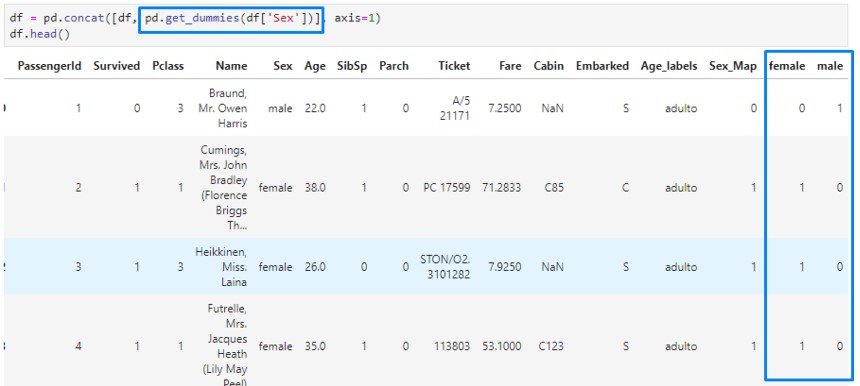 df = pd.concat([df, pd.get_dummies(df['Sex'])], axis=1)
df.head()
PassengerId Survived Pclass Name Sex Age SibSp Parch Ticket Fare Cabin Embarked Age_labels Sex_Map female male
1 0 3 Braund, Mr. Owen Harris male 22.0 1 0 A/5 21171 7.2500 NaN S adulto 0 0 1
2 1 1 Cumings, Mrs. John Bradley (Florence Briggs Th... female 38.0 1 0 PC 17599 71.2833 C85 C adulto 1 1 0
3 1 3 Heikkinen, Miss. Laina female 26.0 0 0 STON/O2. 3101282 7.9250 NaN S adulto 1 1 0
4 1 1 Futrelle, Mrs. Jacques Heath (Lily May Peel) female 35.0 1 0 113803 53.1000 C123 S adulto 1 1 0